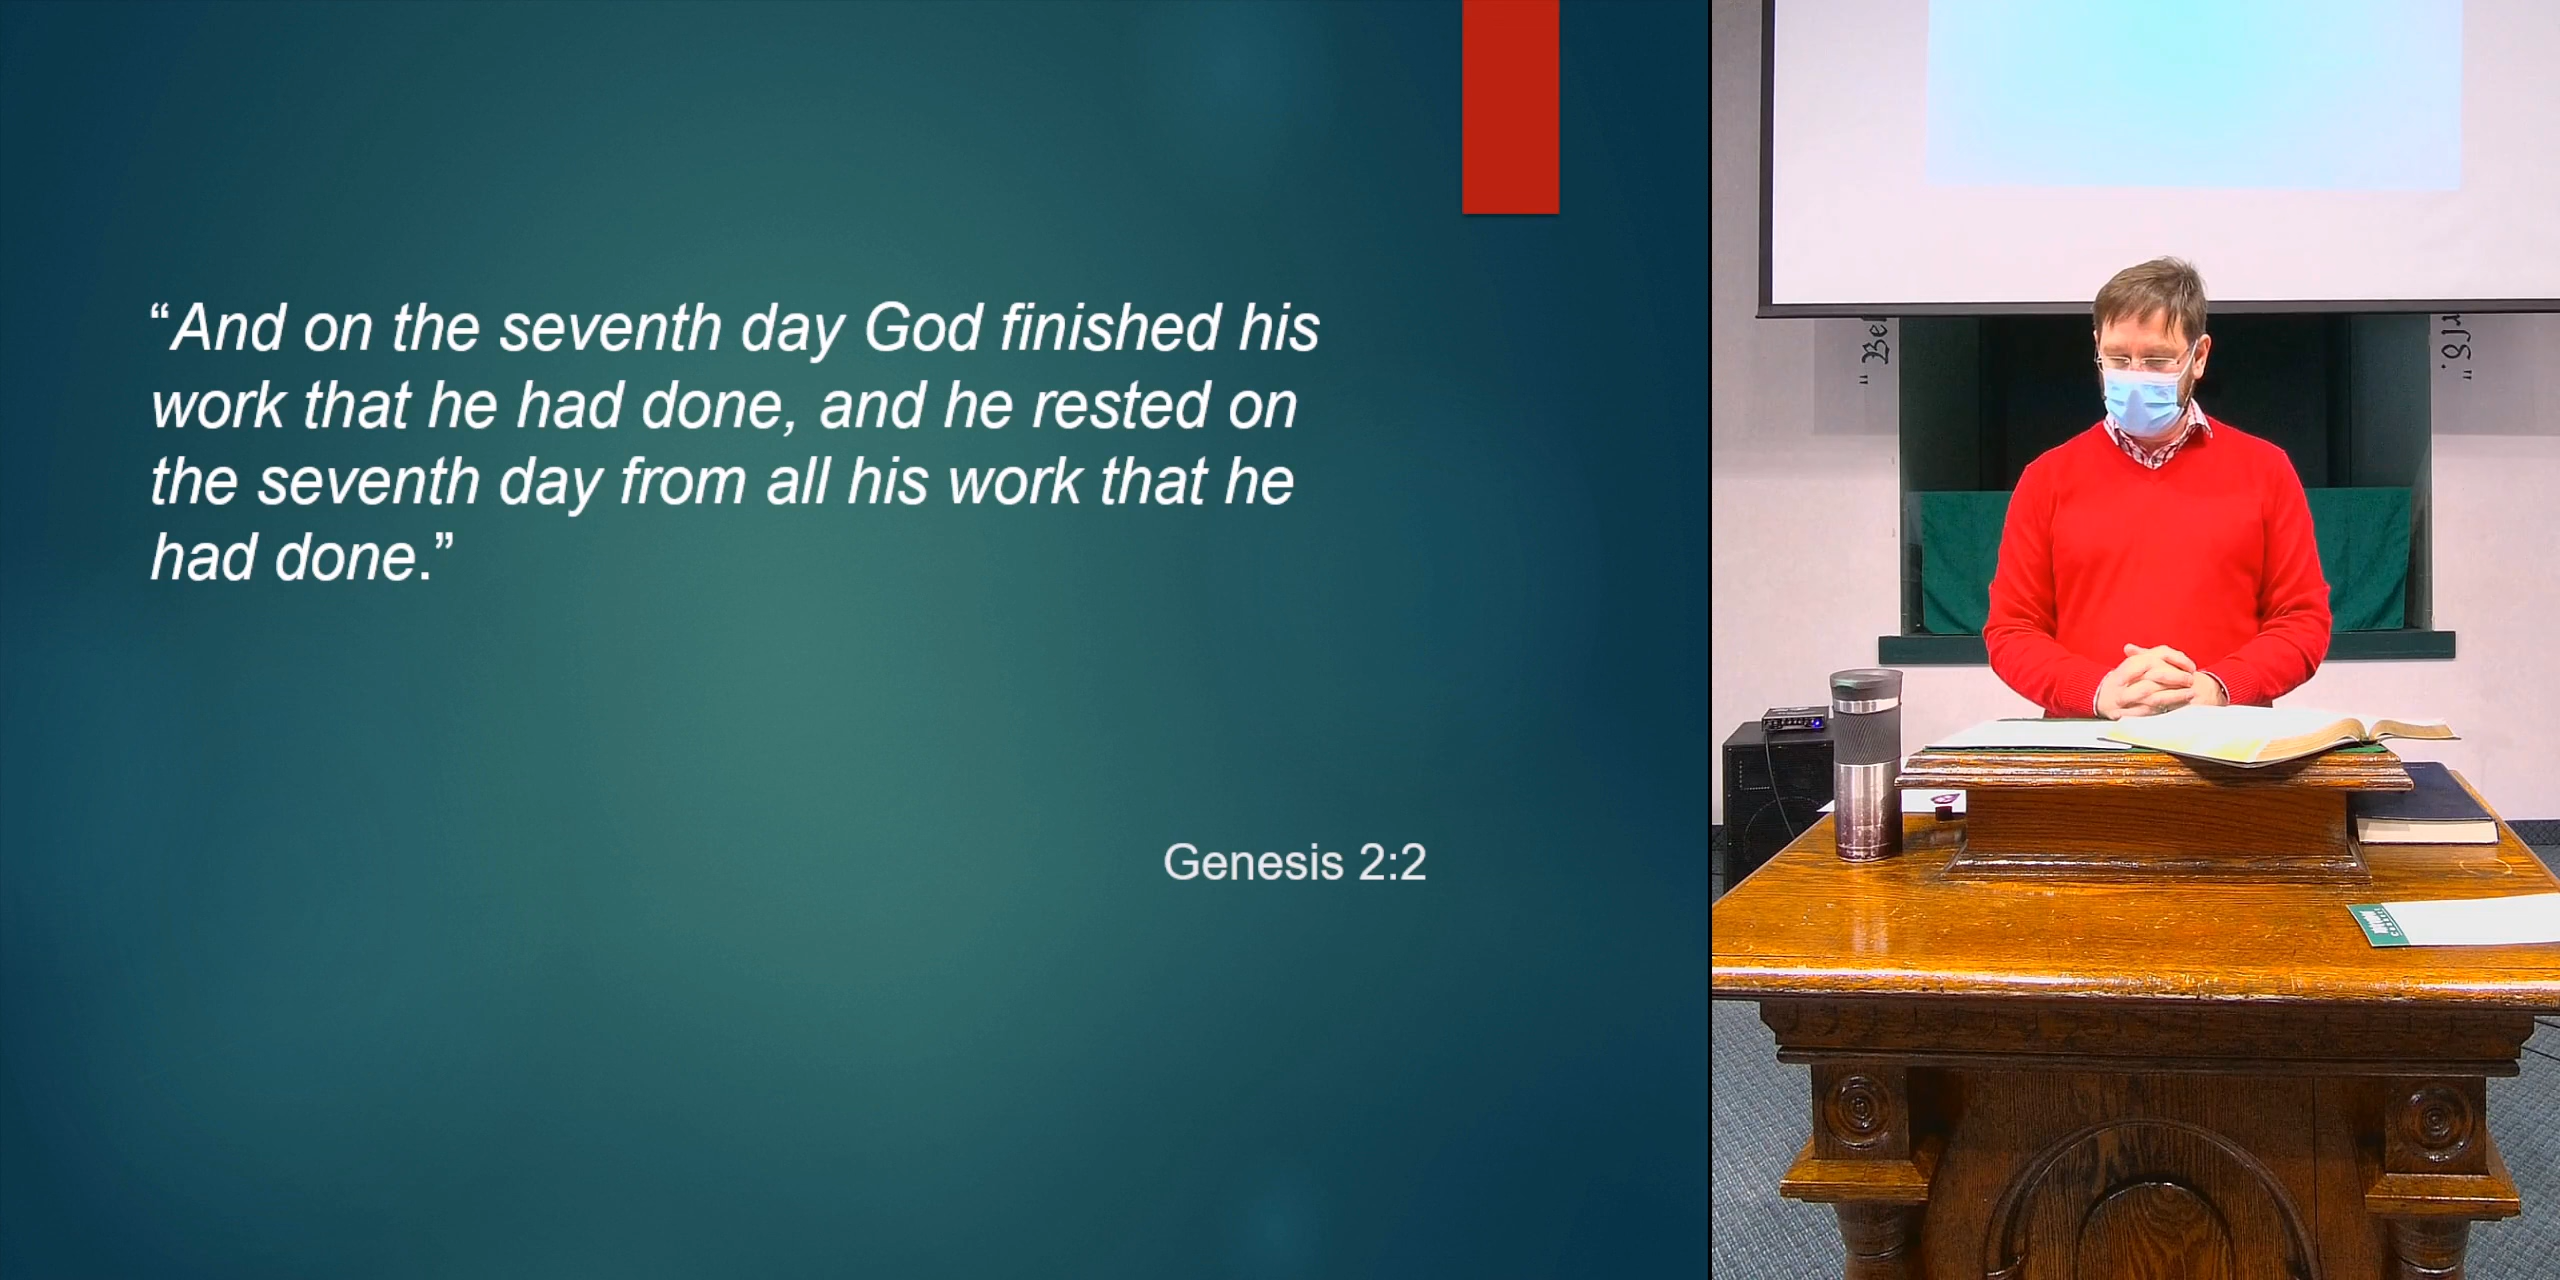 “And on the seventh day God finished his
work that he had done, and he rested on
the seventh day from all his work that he
had done.”
Genesis 2:2